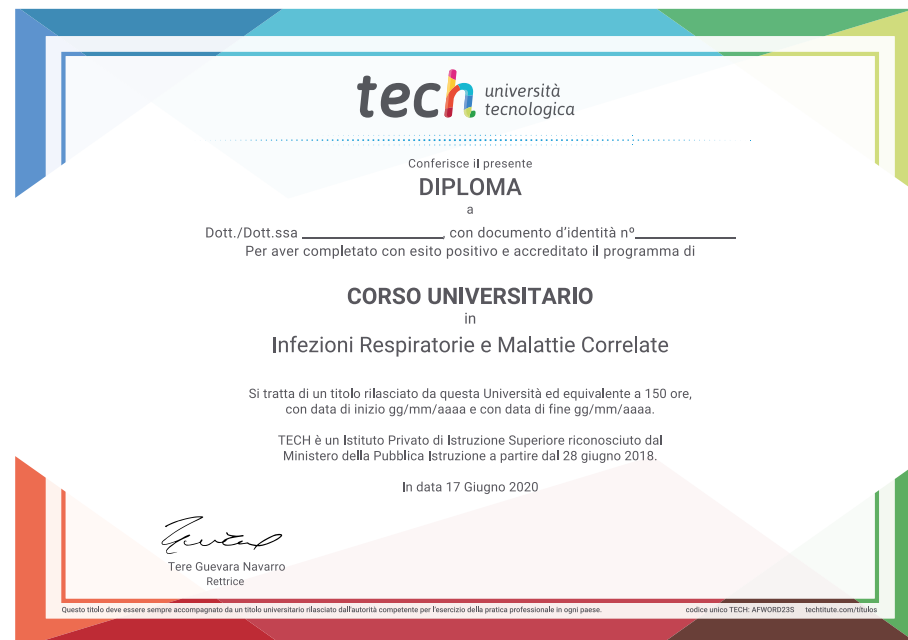 tech università
tecnologica
Conferisce il presente
DIPLOMA
a
Dott./Dott.ssa ____________, con documento d'identità nº____________
Per aver completato con esito positivo e accreditato il programma di
CORSO UNIVERSITARIO
in
Infezioni Respiratorie e Malattie Correlate
Si tratta di un titolo rilasciato da questa Università ed equivalente a 150 ore,
con data di inizio gg/mm/aaaa e con data di fine gg/mm/aaaa.
TECH è un Istituto Privato di Istruzione Superiore riconosciuto dal
Ministero della Pubblica Istruzione a partire dal 28 giugno 2018.
In data 17 Giugno 2020
Tere Guevara Navarro
Rettrice
Questo titolo deve essere sempre accompagnato da un titolo universitario rilasciato dall'autorità competente per l'esercizio della pratica professionale in ogni paese. codice unico TECH: AFWORD23S techtitute.com/titulos